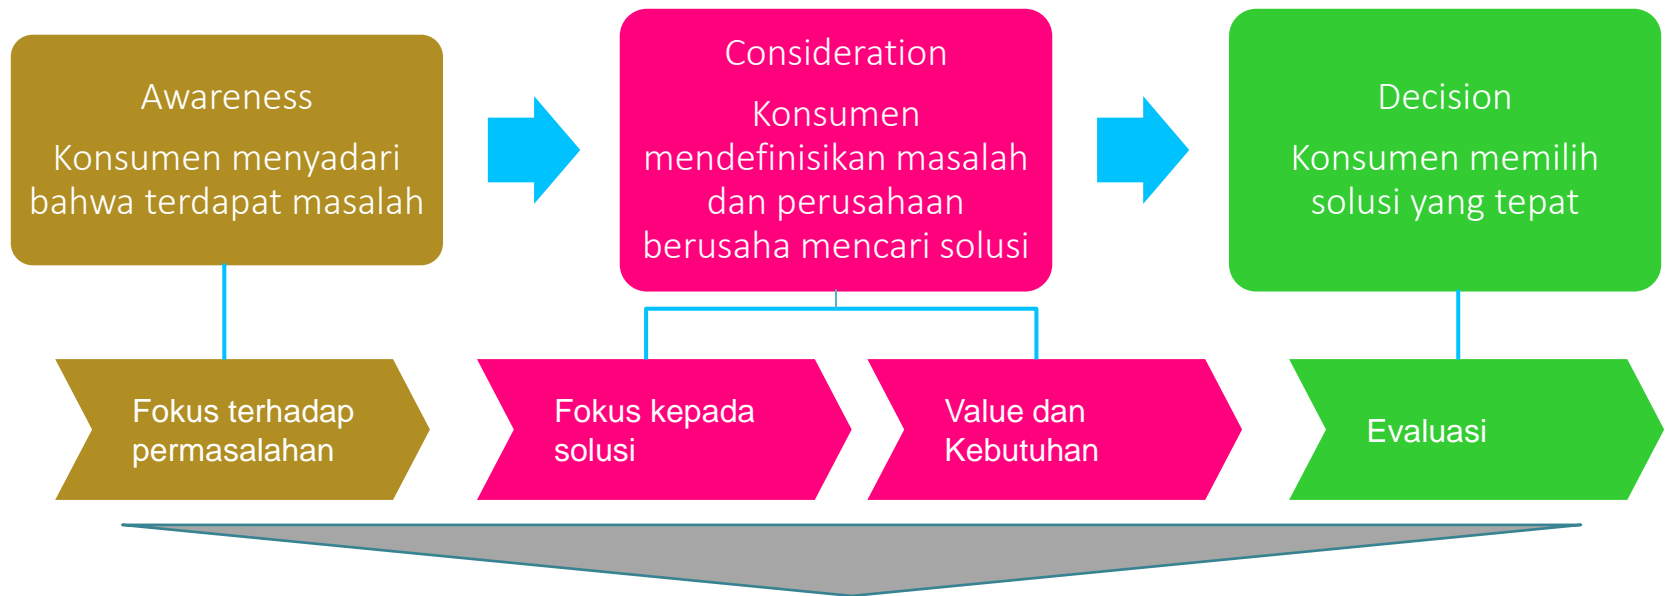 Awareness
Konsumen menyadari
bahwa terdapat masalah
Consideration
Konsumen
mendefinisikan masalah
dan perusahaan
berusaha mencari solusi
Decision
Konsumen memilih
solusi yang tepat
Fokus terhadap
permasalahan
Fokus kepada
solusi
Value dan
Kebutuhan
Evaluasi